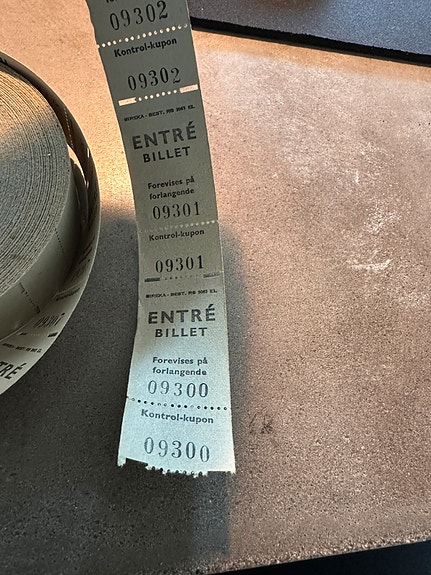 09302
Kontrol-kupon
09302
ENTRÉ
BILLET
Forevises på
forlangende
09301
Kontrol-kupon
09301
ENTRÉ
BILLET
Forevises på
forlangende
09300
Kontrol-kupon
09300